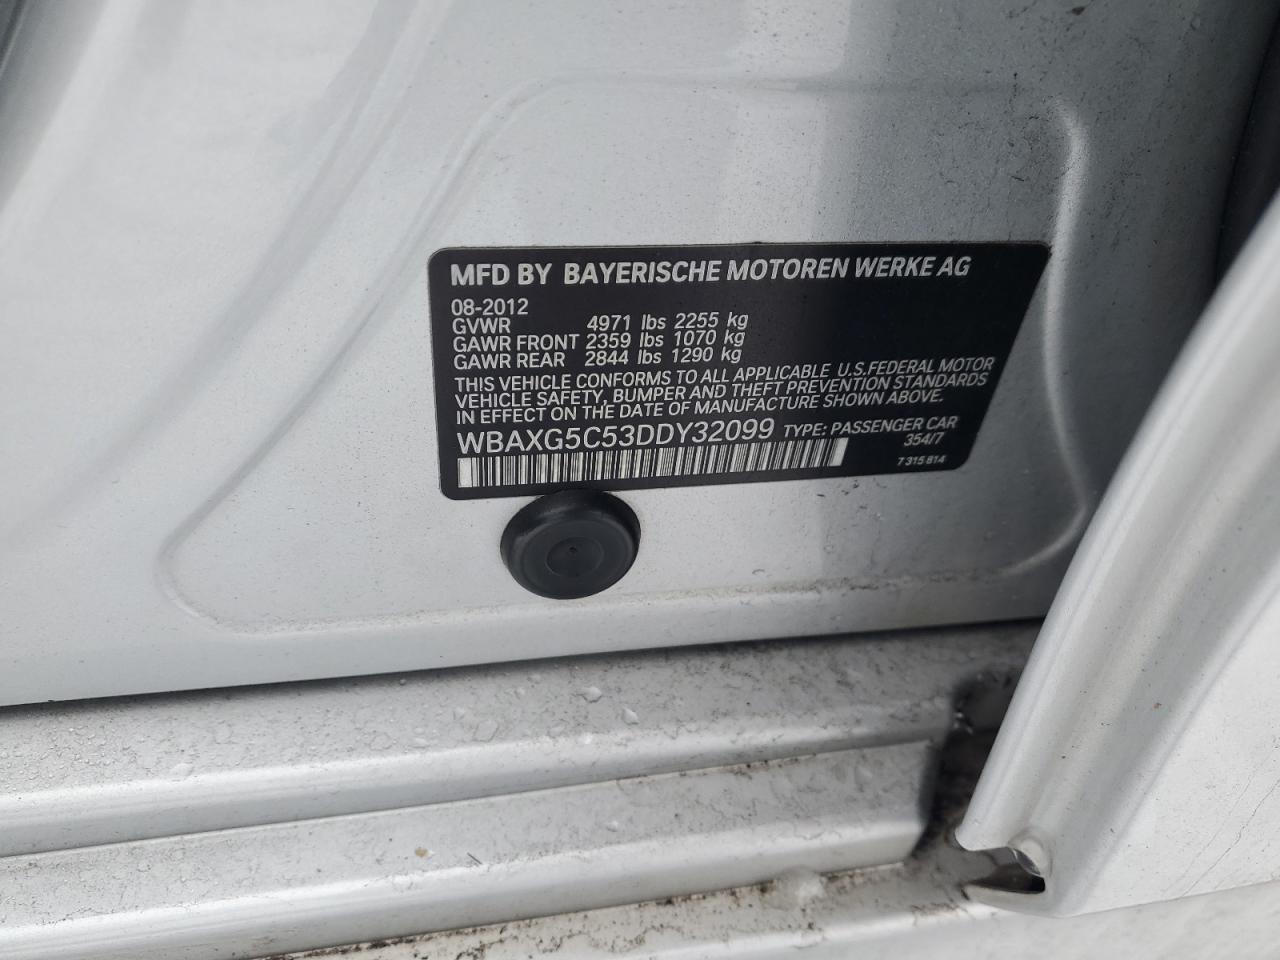 MFD BY BAYERISCHE MOTOREN WERKE AG
08-2012
GVWR 4971 lbs 2255 kg
GAWR FRONT 2359 lbs 1070 kg
GAWR REAR 2844 lbs 1290 kg
THIS VEHICLE CONFORMS TO ALL APPLICABLE U.S.FEDERAL MOTOR
VEHICLE SAFETY, BUMPER AND THEFT PREVENTION STANDARDS
IN EFFECT ON THE DATE OF MANUFACTURE SHOWN ABOVE.
WBAXG5C53DDY32099 TYPE: PASSENGER CAR
354/7
7 315 814